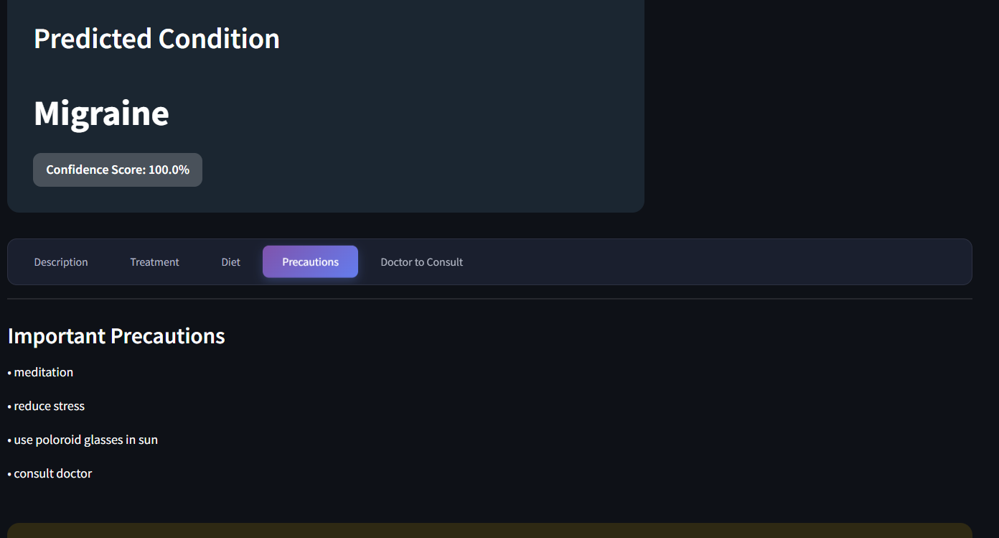 Predicted Condition
Migraine
Confidence Score: 100.0%
Description Treatment Diet Precautions Doctor to Consult
Important Precautions
• meditation
• reduce stress
• use poloroid glasses in sun
• consult doctor